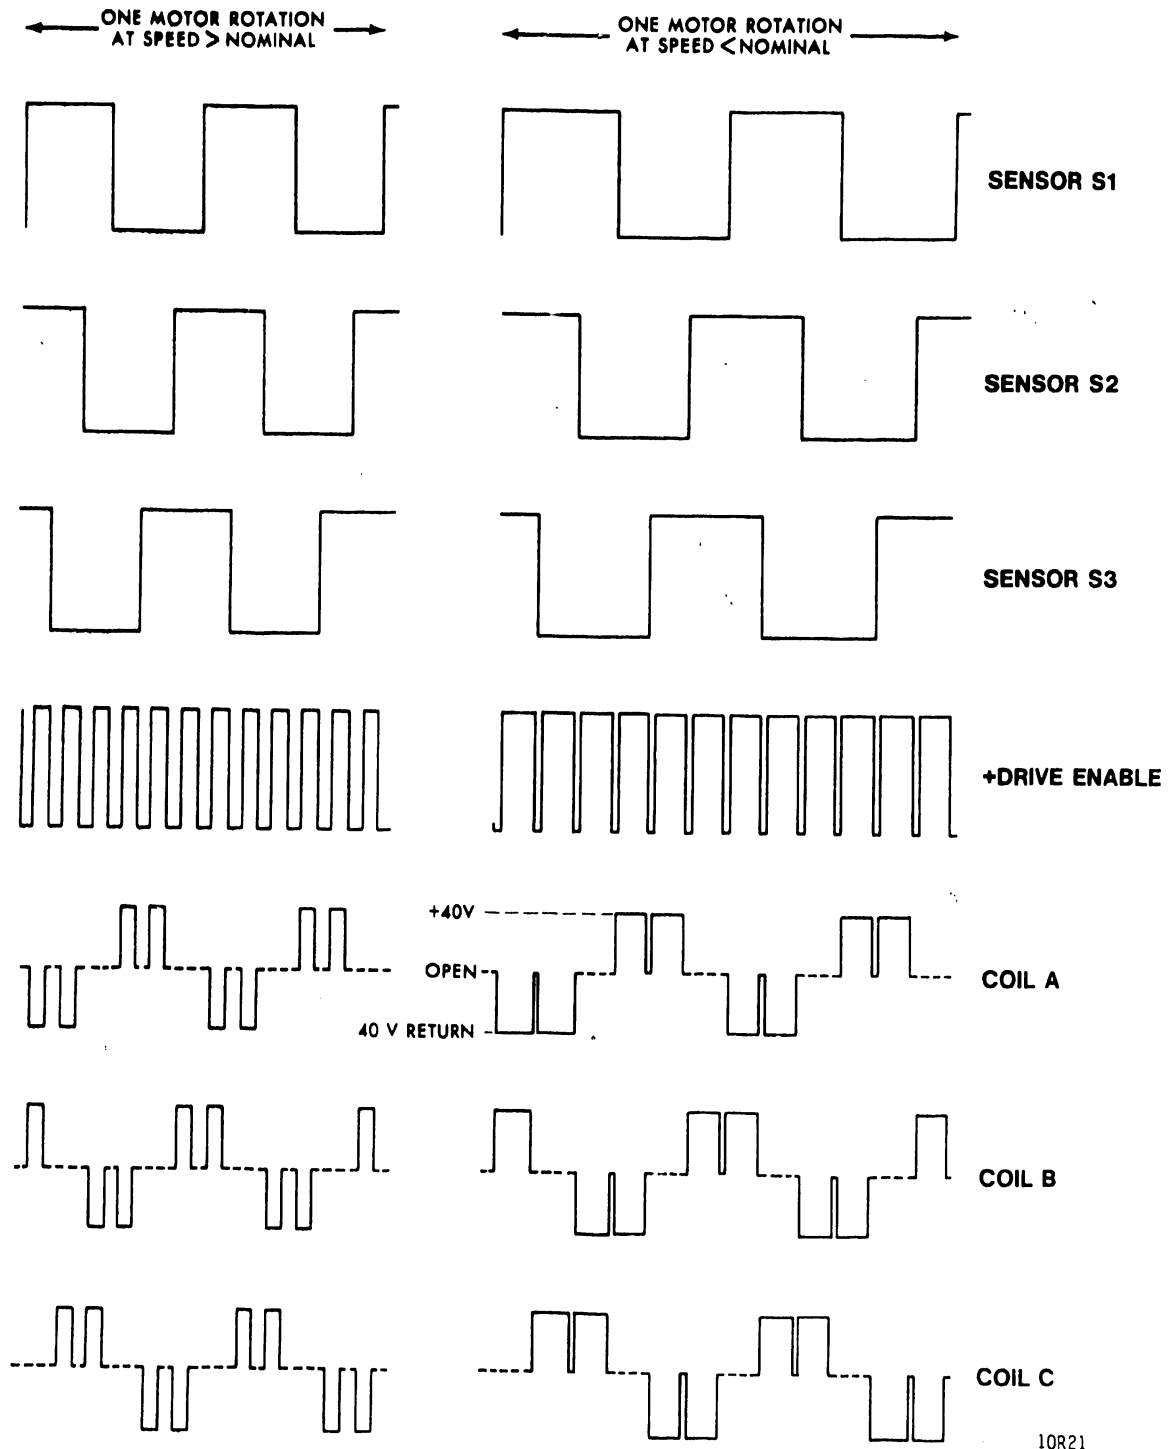 ONE MOTOR ROTATION
AT SPEED > NOMINAL
ONE MOTOR ROTATION
AT SPEED < NOMINAL
SENSOR S1
SENSOR S2
SENSOR S3
+DRIVE ENABLE
+40V
OPEN
40 V RETURN
COIL A
COIL B
COIL C
10R21